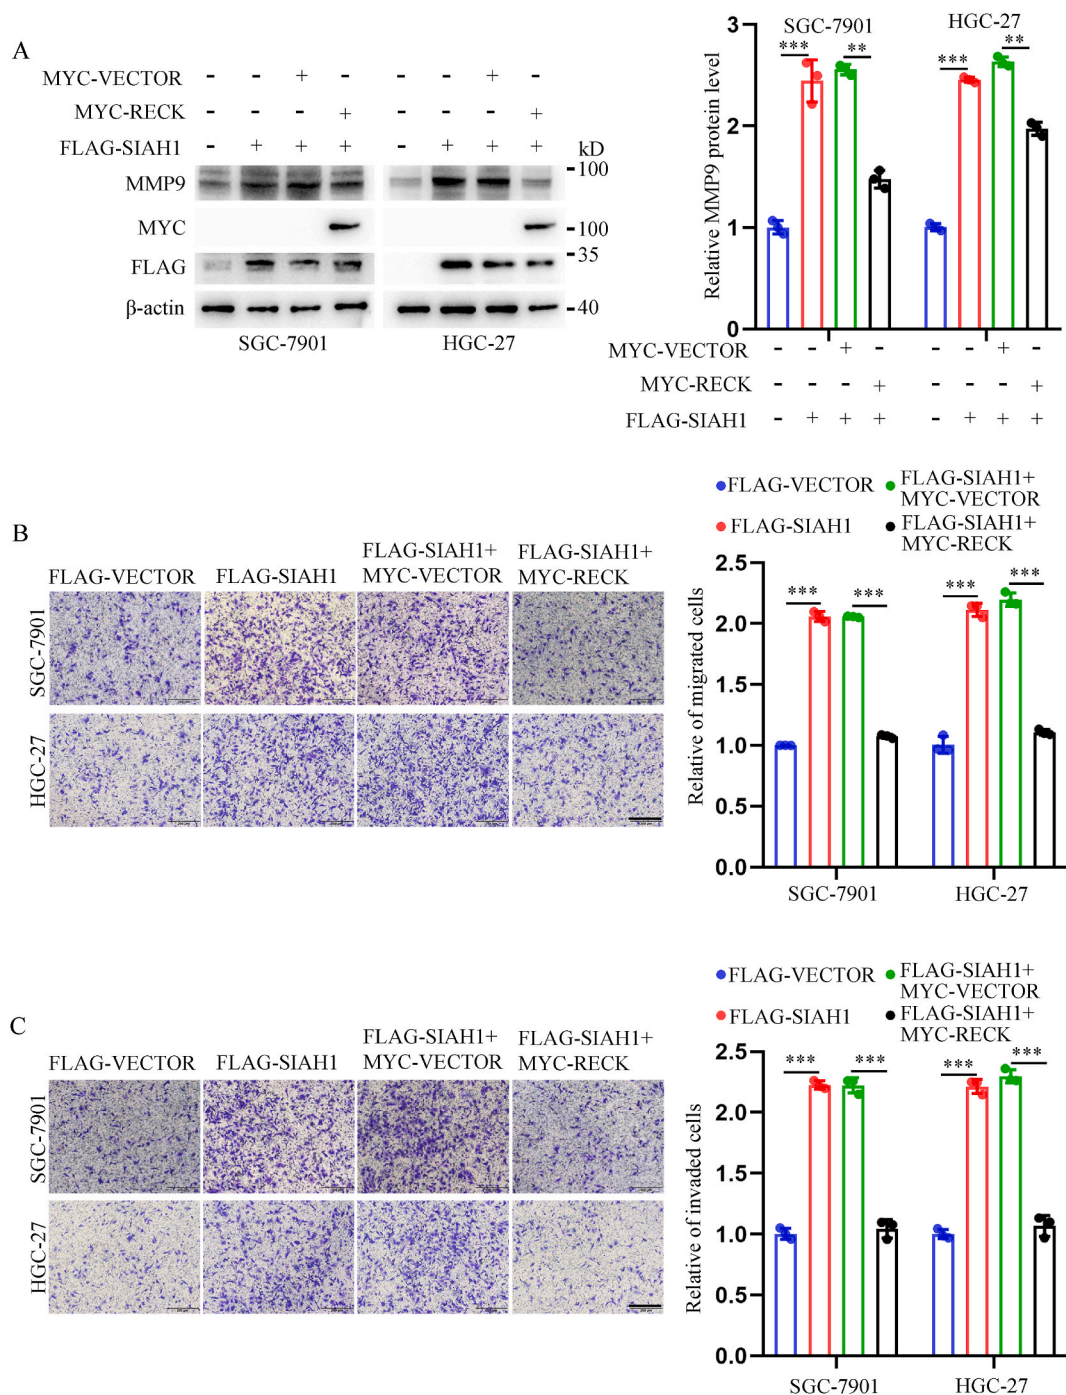 A
MYC-VECTOR - - + - - - + -
MYC-RECK - - - + - - - +
FLAG-SIAH1 - + + + - + + + kD
MMP9 100
MYC 100
FLAG 35
β-actin 40
SGC-7901 HGC-27
SGC-7901 HGC-27
*** ** *** **
Relative MMP9 protein level
3
2
1
0
MYC-VECTOR - - + - - - + -
MYC-RECK - - - + - - - +
FLAG-SIAH1 - + + + - + + +
B
FLAG-VECTOR FLAG-SIAH1 FLAG-SIAH1+ MYC-VECTOR FLAG-SIAH1+ MYC-RECK
SGC-7901
HGC-27
FLAG-VECTOR FLAG-SIAH1+
MYC-VECTOR
FLAG-SIAH1 FLAG-SIAH1+
MYC-RECK
*** *** *** ***
Relative of migrated cells
2.5
2.0
1.5
1.0
0.5
0.0
SGC-7901 HGC-27
C
FLAG-VECTOR FLAG-SIAH1 FLAG-SIAH1+ MYC-VECTOR FLAG-SIAH1+ MYC-RECK
SGC-7901
HGC-27
FLAG-VECTOR FLAG-SIAH1+
MYC-VECTOR
FLAG-SIAH1 FLAG-SIAH1+
MYC-RECK
*** *** *** ***
Relative of invaded cells
2.5
2.0
1.5
1.0
0.5
0.0
SGC-7901 HGC-27